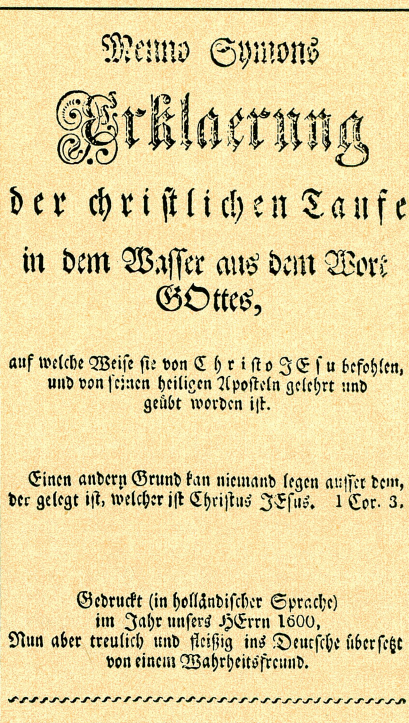 Menno Symons
Erklaerung
der christlichen Taufe
in dem Wasser aus dem Wort
GOttes,
auf welche Weise sie von Christo JEsu befohlen,
und von seinen heiligen Aposteln gelehrt und
geübt worden ist.
Einen andern Grund kan niemand legen ausser dem,
der gelegt ist, welcher ist Christus JEsus. 1 Cor. 3.
Gedruckt (in holländischer Sprache)
im Jahr unsers HErrn 1600,
Nun aber treulich und fleißig ins Deutsche übersetzt
von einem Wahrheitsfreund.